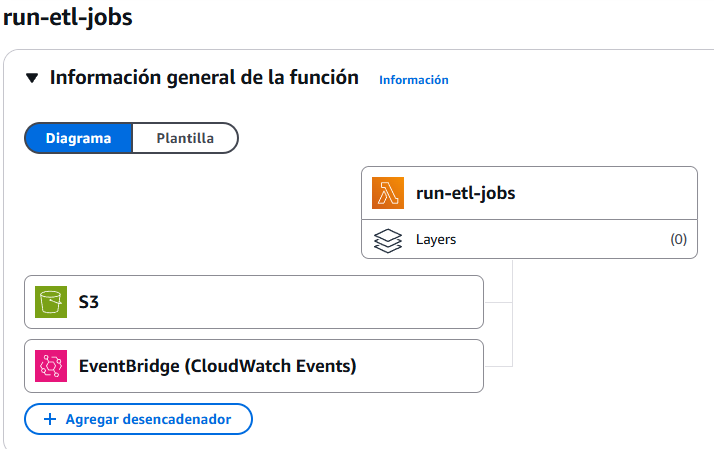 run-etl-jobs
Información general de la función Información
Diagrama Plantilla
run-etl-jobs
Layers (0)
S3
EventBridge (CloudWatch Events)
+ Agregar desencadenador